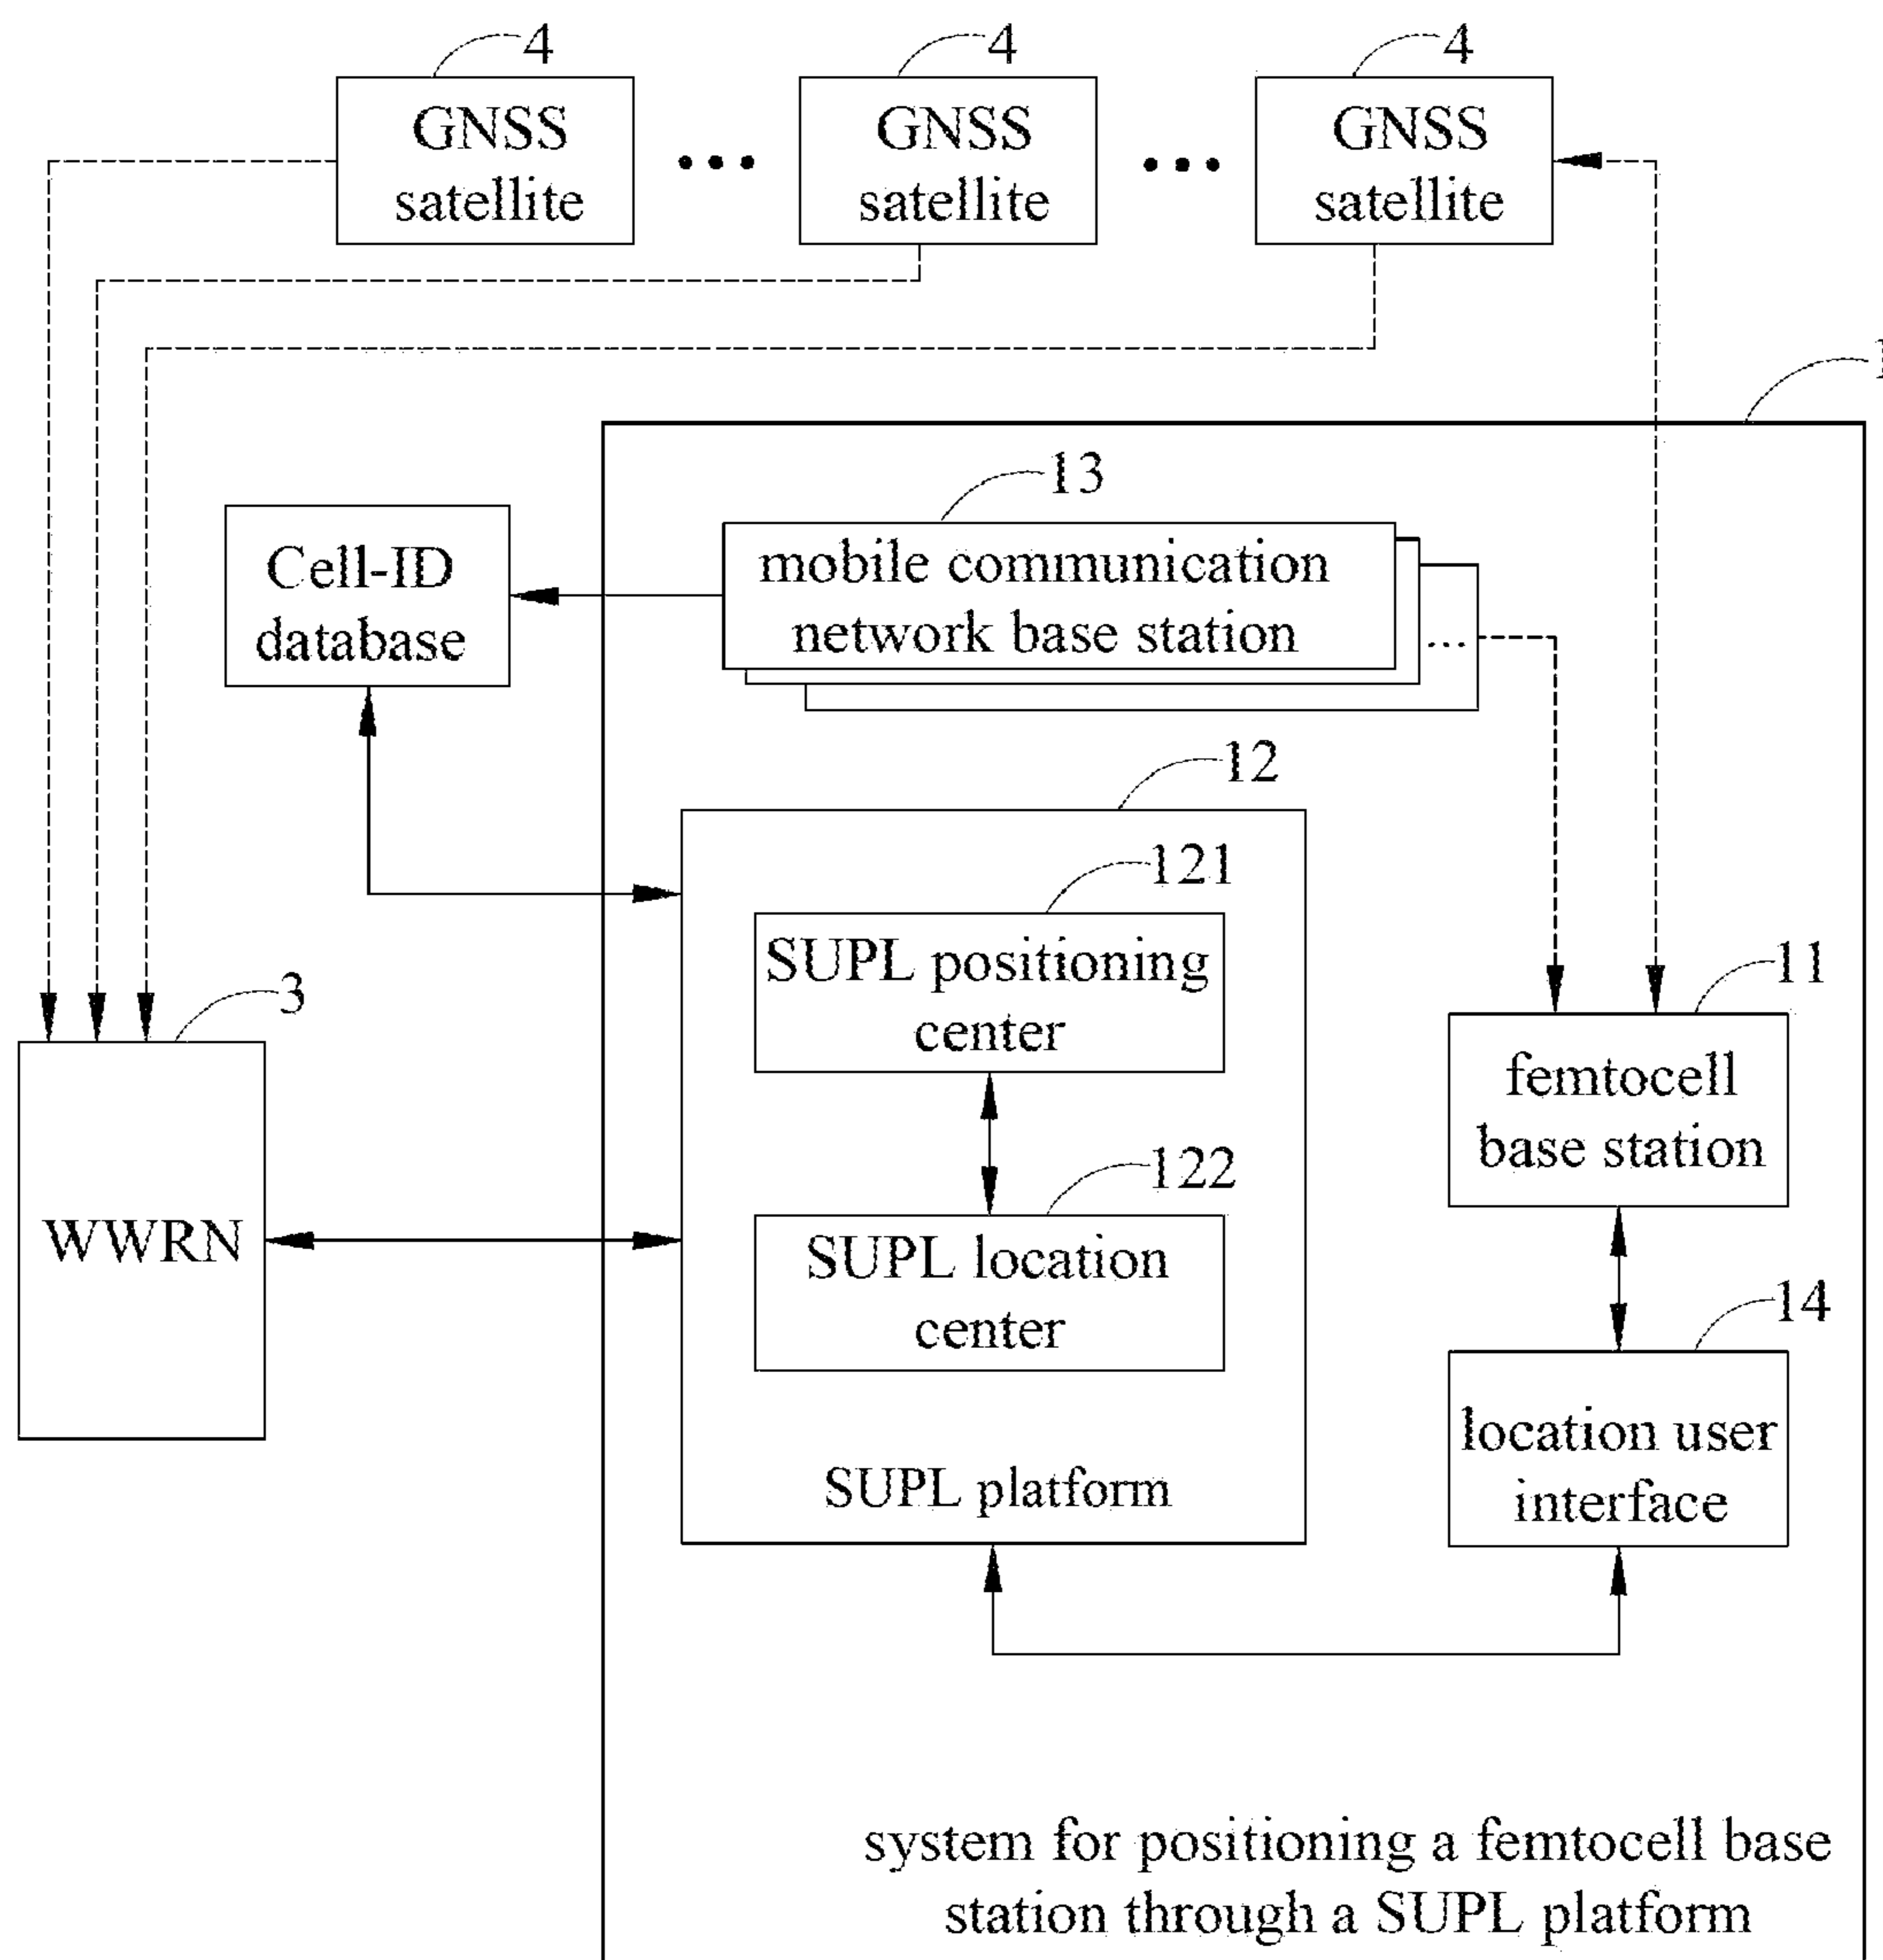 4
4
4
GNSS
satellite
GNSS
satellite
GNSS
satellite
1
13
Cell-ID
database
mobile communication
network base station
12
121
SUPL positioning
center
11
3
femtocell
base station
122
WWRN
SUPL location
center
14
location user
interface
SUPL platform
system for positioning a femtocell base
station through a SUPL platform